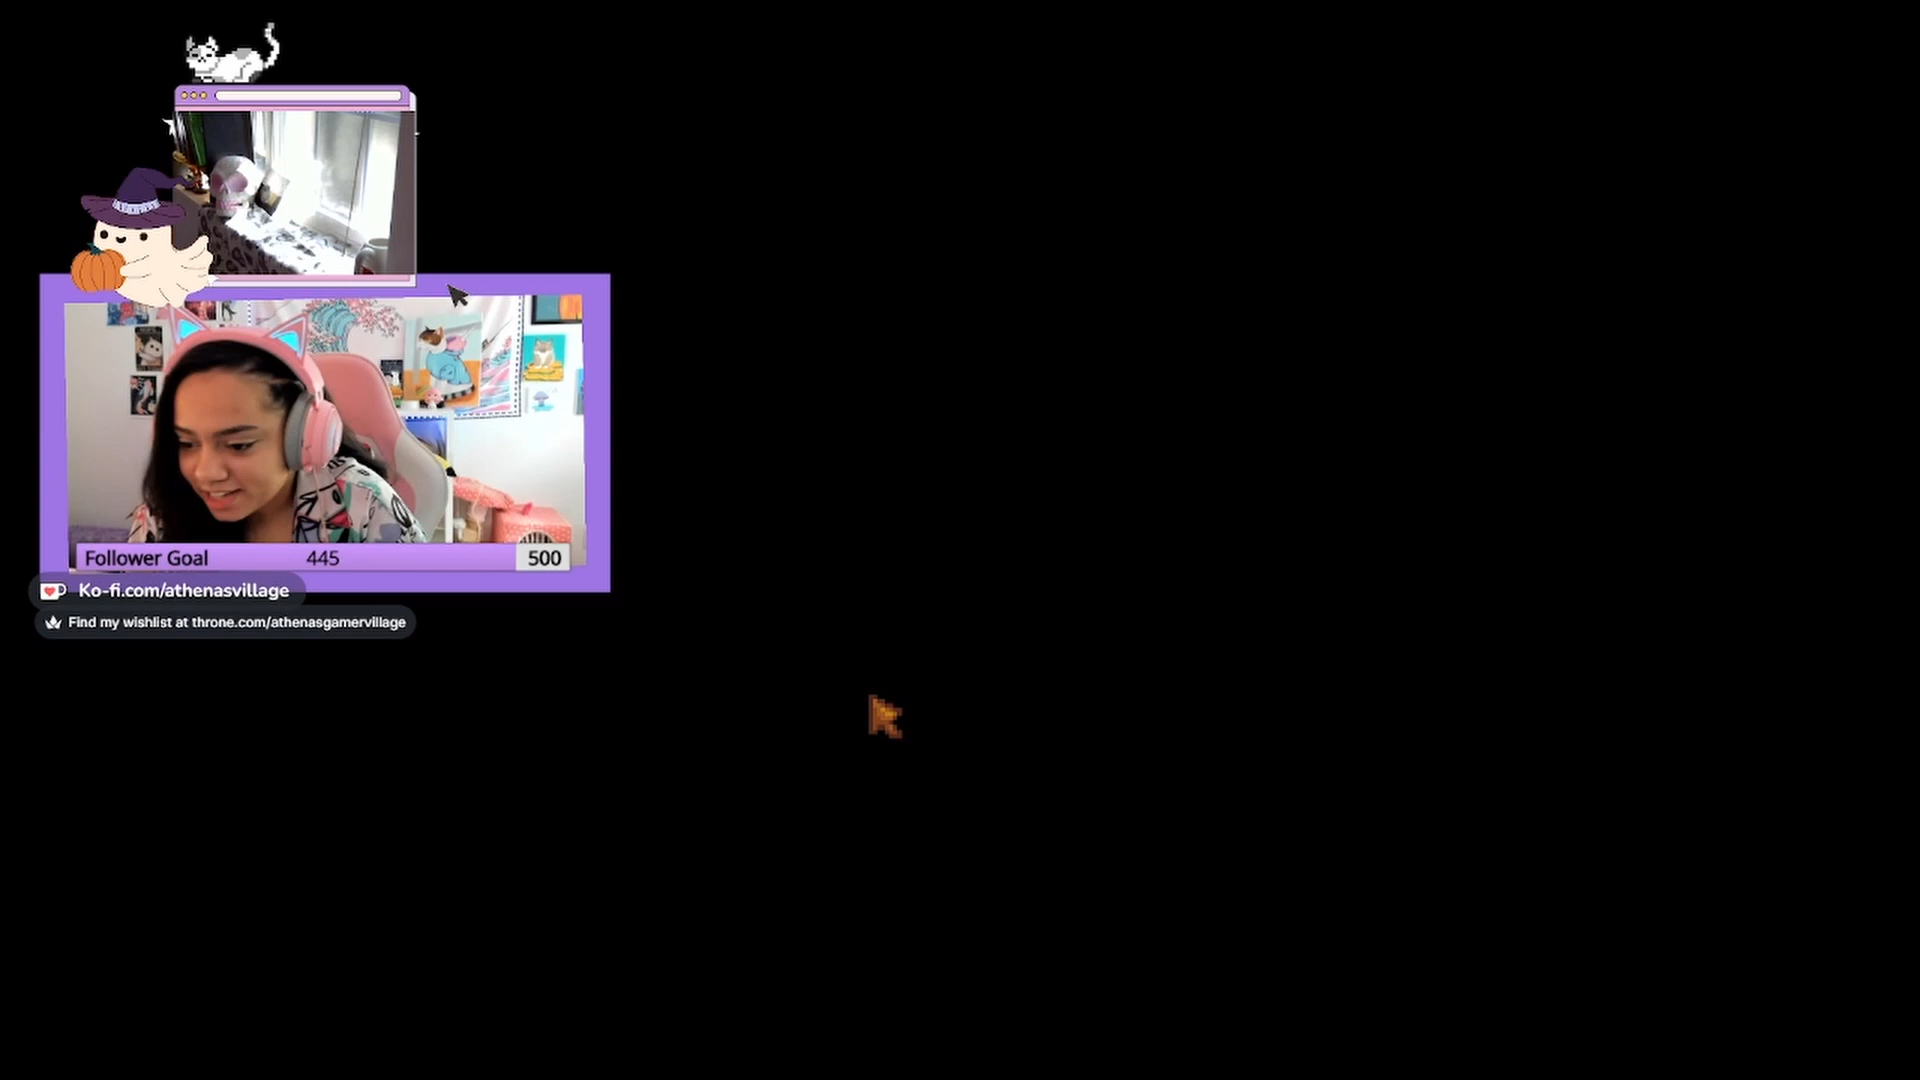 Follower Goal 445 500
Ko-fi.com/athenasvillage
Find my wishlist at throne.com/athenasgamervillage